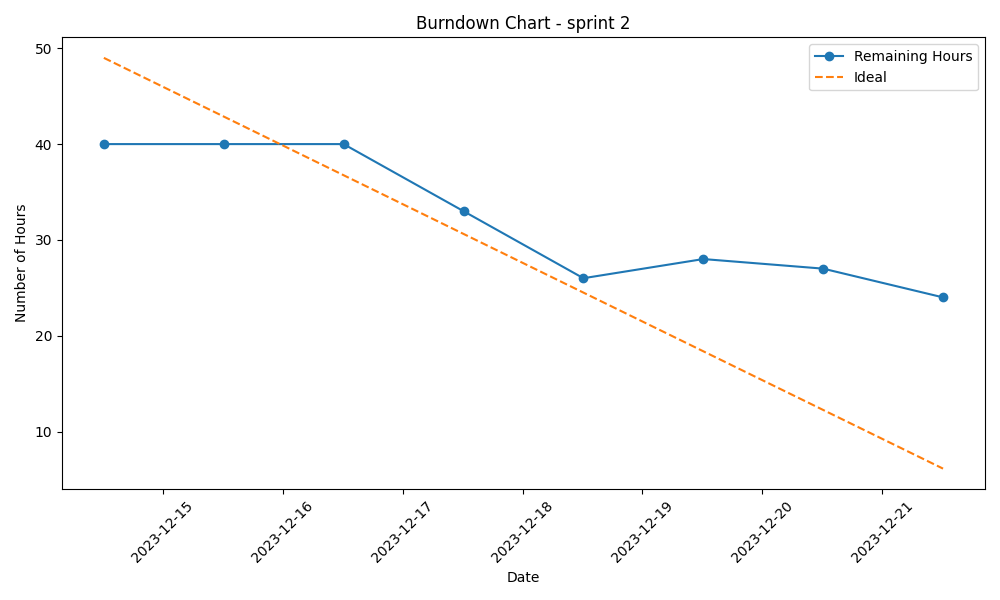 Burndown Chart - sprint 2
Remaining Hours
Ideal
Number of Hours
50
40
30
20
10
2023-12-15
2023-12-16
2023-12-17
2023-12-18
2023-12-19
2023-12-20
2023-12-21
Date